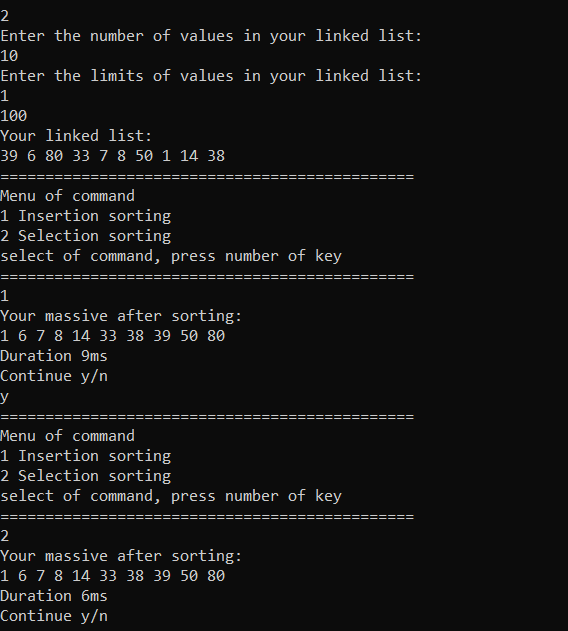 2
Enter the number of values in your linked list:
10
Enter the limits of values in your linked list:
1
100
Your linked list:
39 6 80 33 7 8 50 1 14 38
==============================================
Menu of command
1 Insertion sorting
2 Selection sorting
select of command, press number of key
==============================================
1
Your massive after sorting:
1 6 7 8 14 33 38 39 50 80
Duration 9ms
Continue y/n
y
==============================================
Menu of command
1 Insertion sorting
2 Selection sorting
select of command, press number of key
==============================================
2
Your massive after sorting:
1 6 7 8 14 33 38 39 50 80
Duration 6ms
Continue y/n